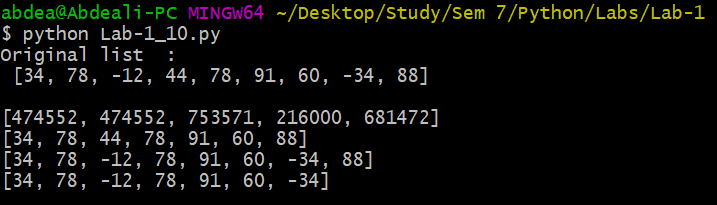 abdea@Abdeali-PC MINGW64 ~/Desktop/Study/Sem 7/Python/Labs/Lab-1
$ python Lab-1_10.py
Original list  :
 [34, 78, -12, 44, 78, 91, 60, -34, 88]

[474552, 474552, 753571, 216000, 681472]
[34, 78, 44, 78, 91, 60, 88]
[34, 78, -12, 78, 91, 60, -34, 88]
[34, 78, -12, 78, 91, 60, -34]